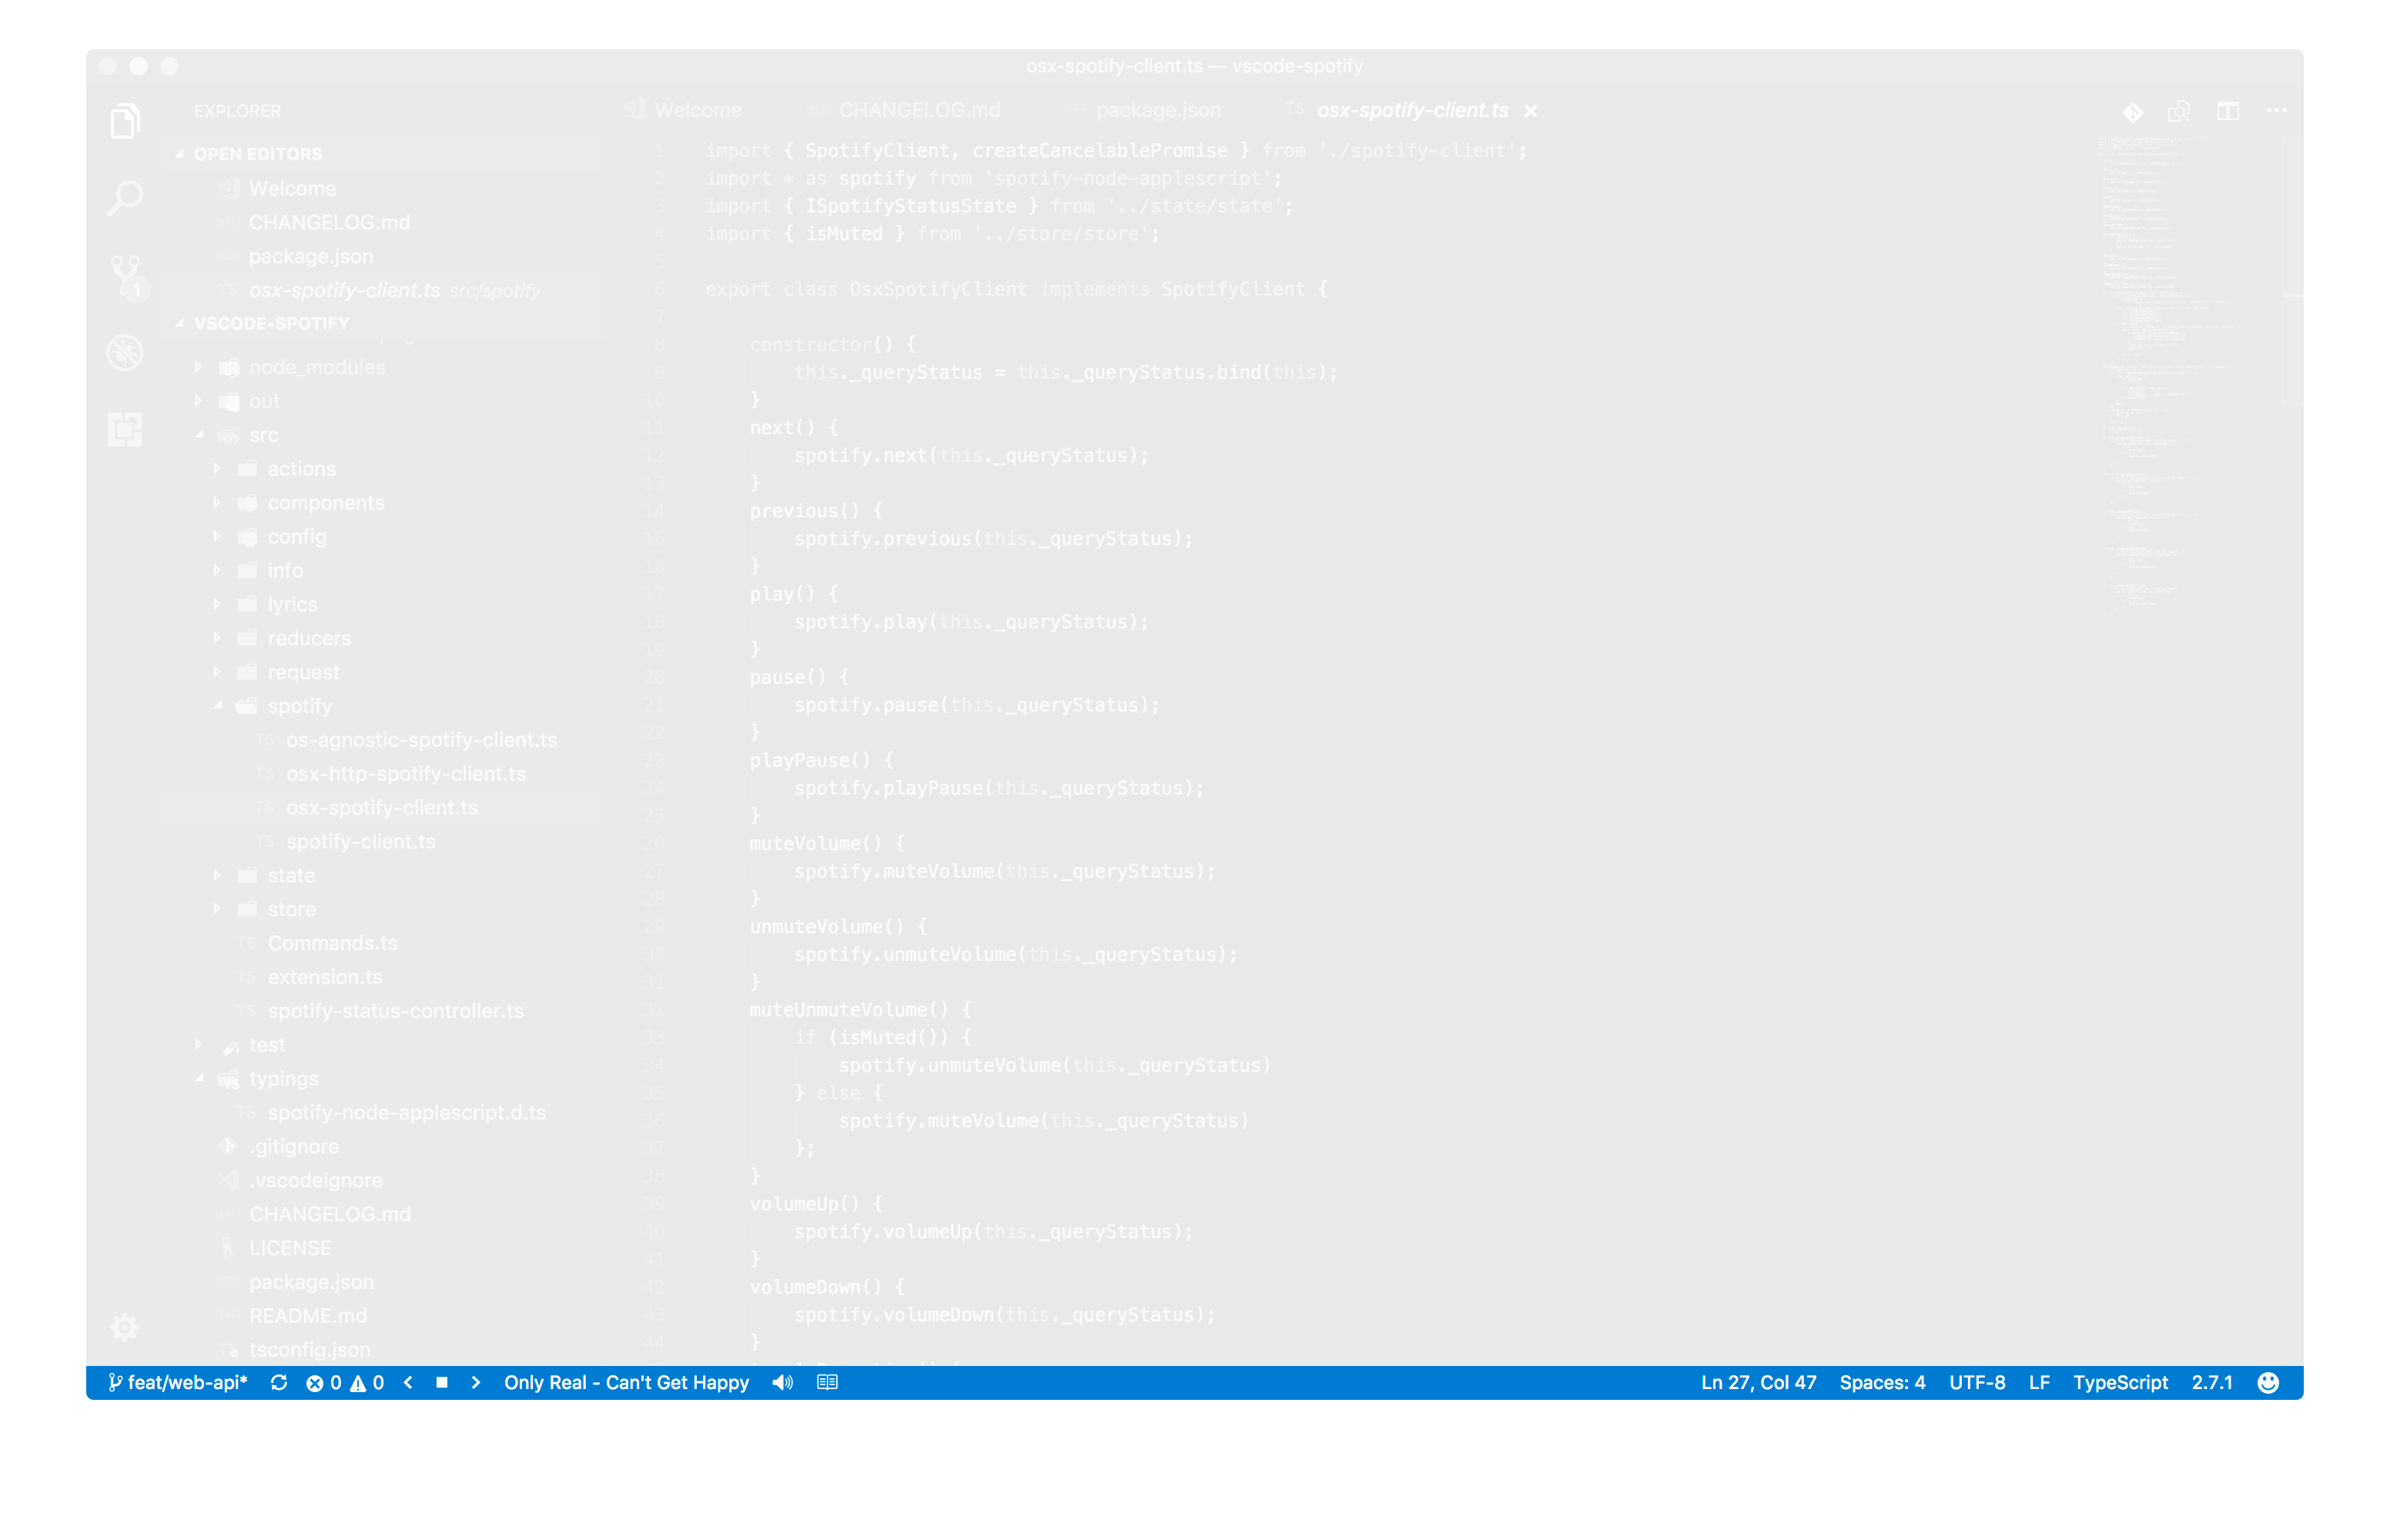 osx-spotify-client.ts — vscode-spotify
EXPLORER
OPEN EDITORS
Welcome
CHANGELOG.md
package.json
TS osx-spotify-client.ts src/spotify
VSCODE-SPOTIFY
node_modules
out
src
actions
components
config
info
lyrics
reducers
request
spotify
TS os-agnostic-spotify-client.ts
TS osx-http-spotify-client.ts
TS osx-spotify-client.ts
TS spotify-client.ts
state
store
TS Commands.ts
TS extension.ts
TS spotify-status-controller.ts
test
typings
TS spotify-node-applescript.d.ts
.gitignore
.vscodeignore
CHANGELOG.md
LICENSE
package.json
README.md
tsconfig.json
1
Welcome CHANGELOG.md package.json TS osx-spotify-client.ts
1 import { SpotifyClient, createCancelablePromise } from './spotify-client';
2 import * as spotify from 'spotify-node-applescript';
3 import { ISpotifyStatusState } from '../state/state';
4 import { isMuted } from '../store/store';
5
6 export class OsxSpotifyClient implements SpotifyClient {
7
8 constructor() {
9 this._queryStatus = this._queryStatus.bind(this);
10 }
11 next() {
12 spotify.next(this._queryStatus);
13 }
14 previous() {
15 spotify.previous(this._queryStatus);
16 }
17 play() {
18 spotify.play(this._queryStatus);
19 }
20 pause() {
21 spotify.pause(this._queryStatus);
22 }
23 playPause() {
24 spotify.playPause(this._queryStatus);
25 }
26 muteVolume() {
27 spotify.muteVolume(this._queryStatus);
28 }
29 unmuteVolume() {
30 spotify.unmuteVolume(this._queryStatus);
31 }
32 muteUnmuteVolume() {
33 if (isMuted()) {
34 spotify.unmuteVolume(this._queryStatus)
35 } else {
36 spotify.muteVolume(this._queryStatus)
37 };
38 }
39 volumeUp() {
40 spotify.volumeUp(this._queryStatus);
41 }
42 volumeDown() {
43 spotify.volumeDown(this._queryStatus);
44 }
feat/web-api* 0 0 Only Real - Can't Get Happy Ln 27, Col 47 Spaces: 4 UTF-8 LF TypeScript 2.7.1